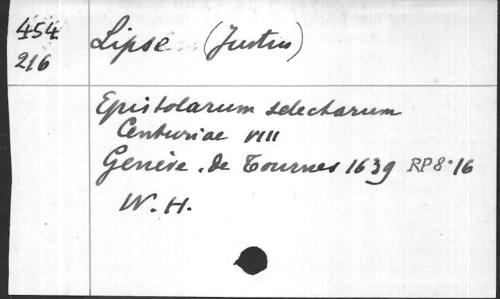 454 Lipse (Justus)
216
Epistolarum selectarum
Centuriae VIII
Genève. de Tournes 1639 RP8°16
W. H.